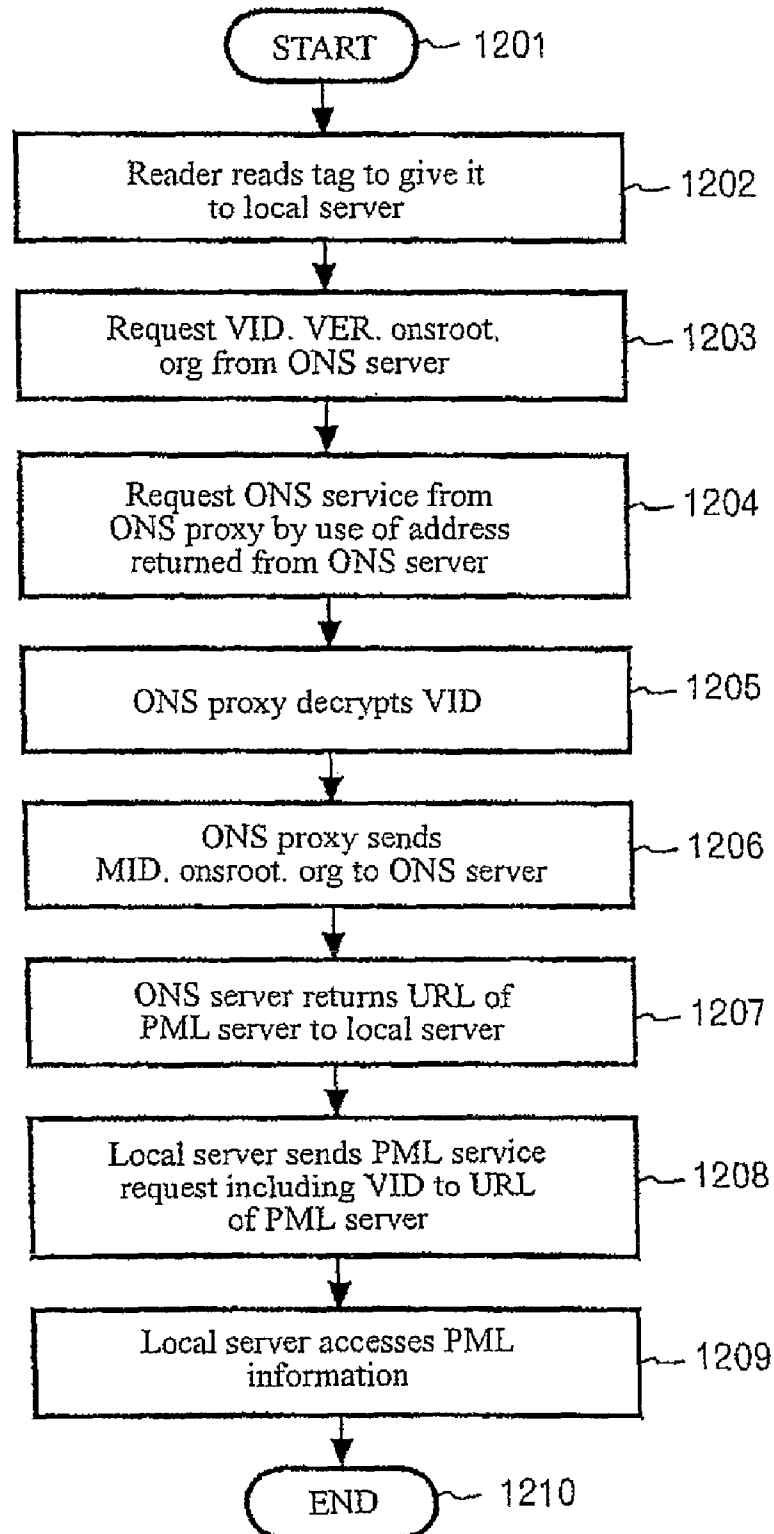 START
1201
Reader reads tag to give it
to local server
1202
Request VID. VER. onsroot.
org from ONS server
1203
Request ONS service from
ONS proxy by use of address
returned from ONS server
1204
ONS proxy decrypts VID
1205
ONS proxy sends
MID. onsroot. org to ONS server
1206
ONS server returns URL of
PML server to local server
1207
Local server sends PML service
request including VID to URL
of PML server
1208
Local server accesses PML
information
1209
END
1210